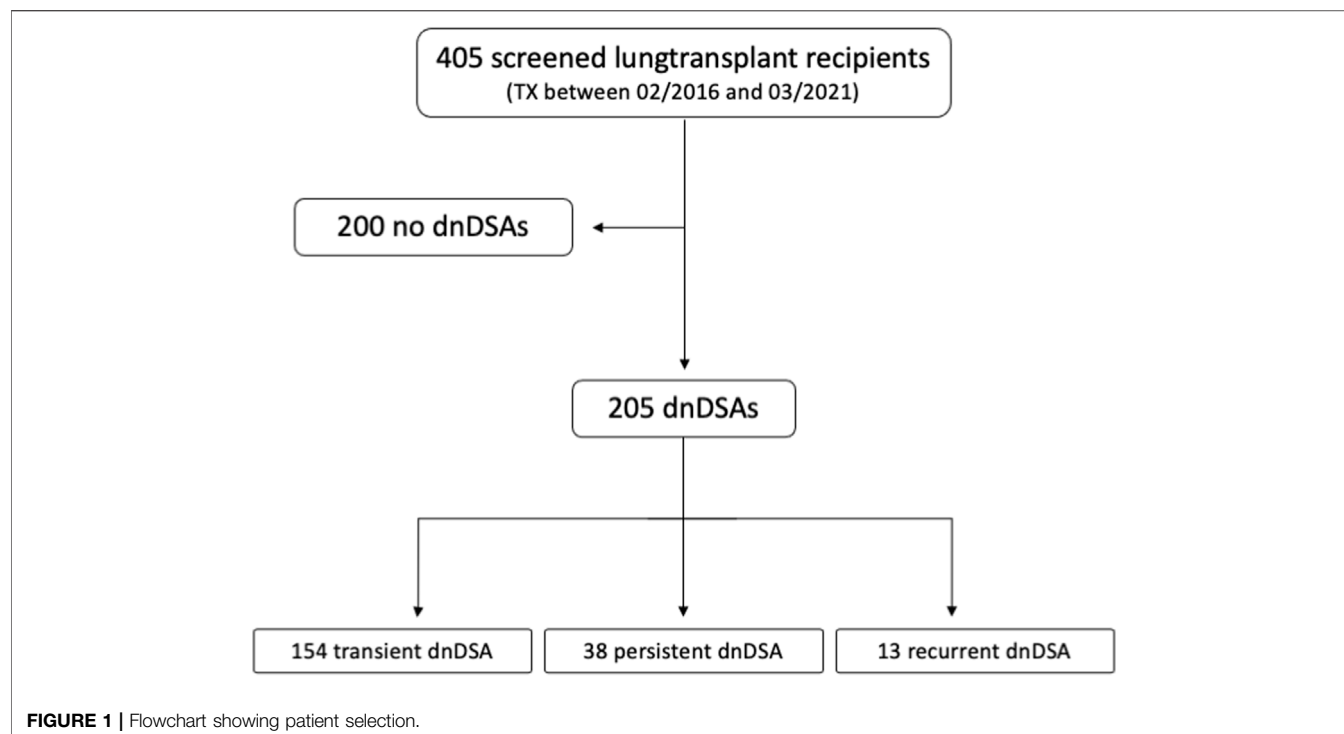 405 screened lungtransplant recipients
(TX between 02/2016 and 03/2021)
200 no dnDSAs
205 dnDSAs
154 transient dnDSA
38 persistent dnDSA
13 recurrent dnDSA
FIGURE 1 | Flowchart showing patient selection.